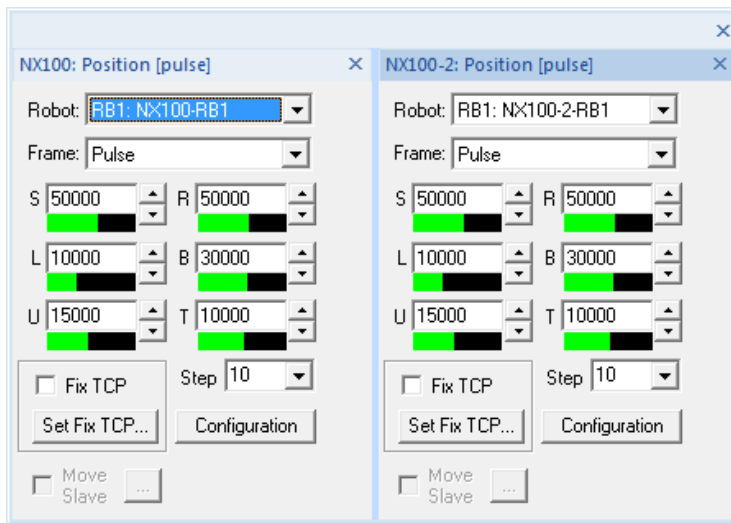 NX100: Position [pulse]
Robot: RB1: NX100-RB1
Frame: Pulse
S 50000 R 50000
L 10000 B 30000
U 15000 T 10000
Fix TCP Step 10
Set Fix TCP... Configuration
Move
Slave ...
NX100-2: Position [pulse]
Robot: RB1: NX100-2-RB1
Frame: Pulse
S 50000 R 50000
L 10000 B 30000
U 15000 T 10000
Fix TCP Step 10
Set Fix TCP... Configuration
Move
Slave ...